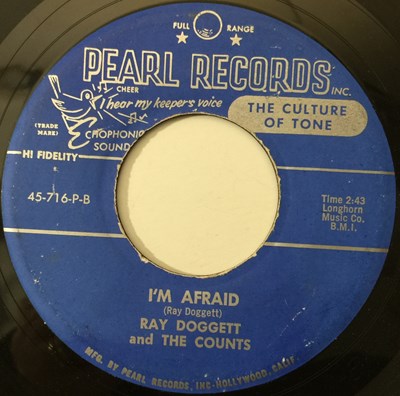 FULL RANGE
PEARL RECORDS INC.
CHEER
I hear my keeper's voice
THE CULTURE
OF TONE
(TRADE
MARK)
CHOPHONIC
SOUND
HI FIDELITY
45-716-P-B
Time 2:43
Longhorn
Music Co.
B.M.I.
I'M AFRAID
(Ray Doggett)
RAY DOGGETT
and THE COUNTS
MFG. BY PEARL RECORDS, INC-HOLLYWOOD, CALIF.